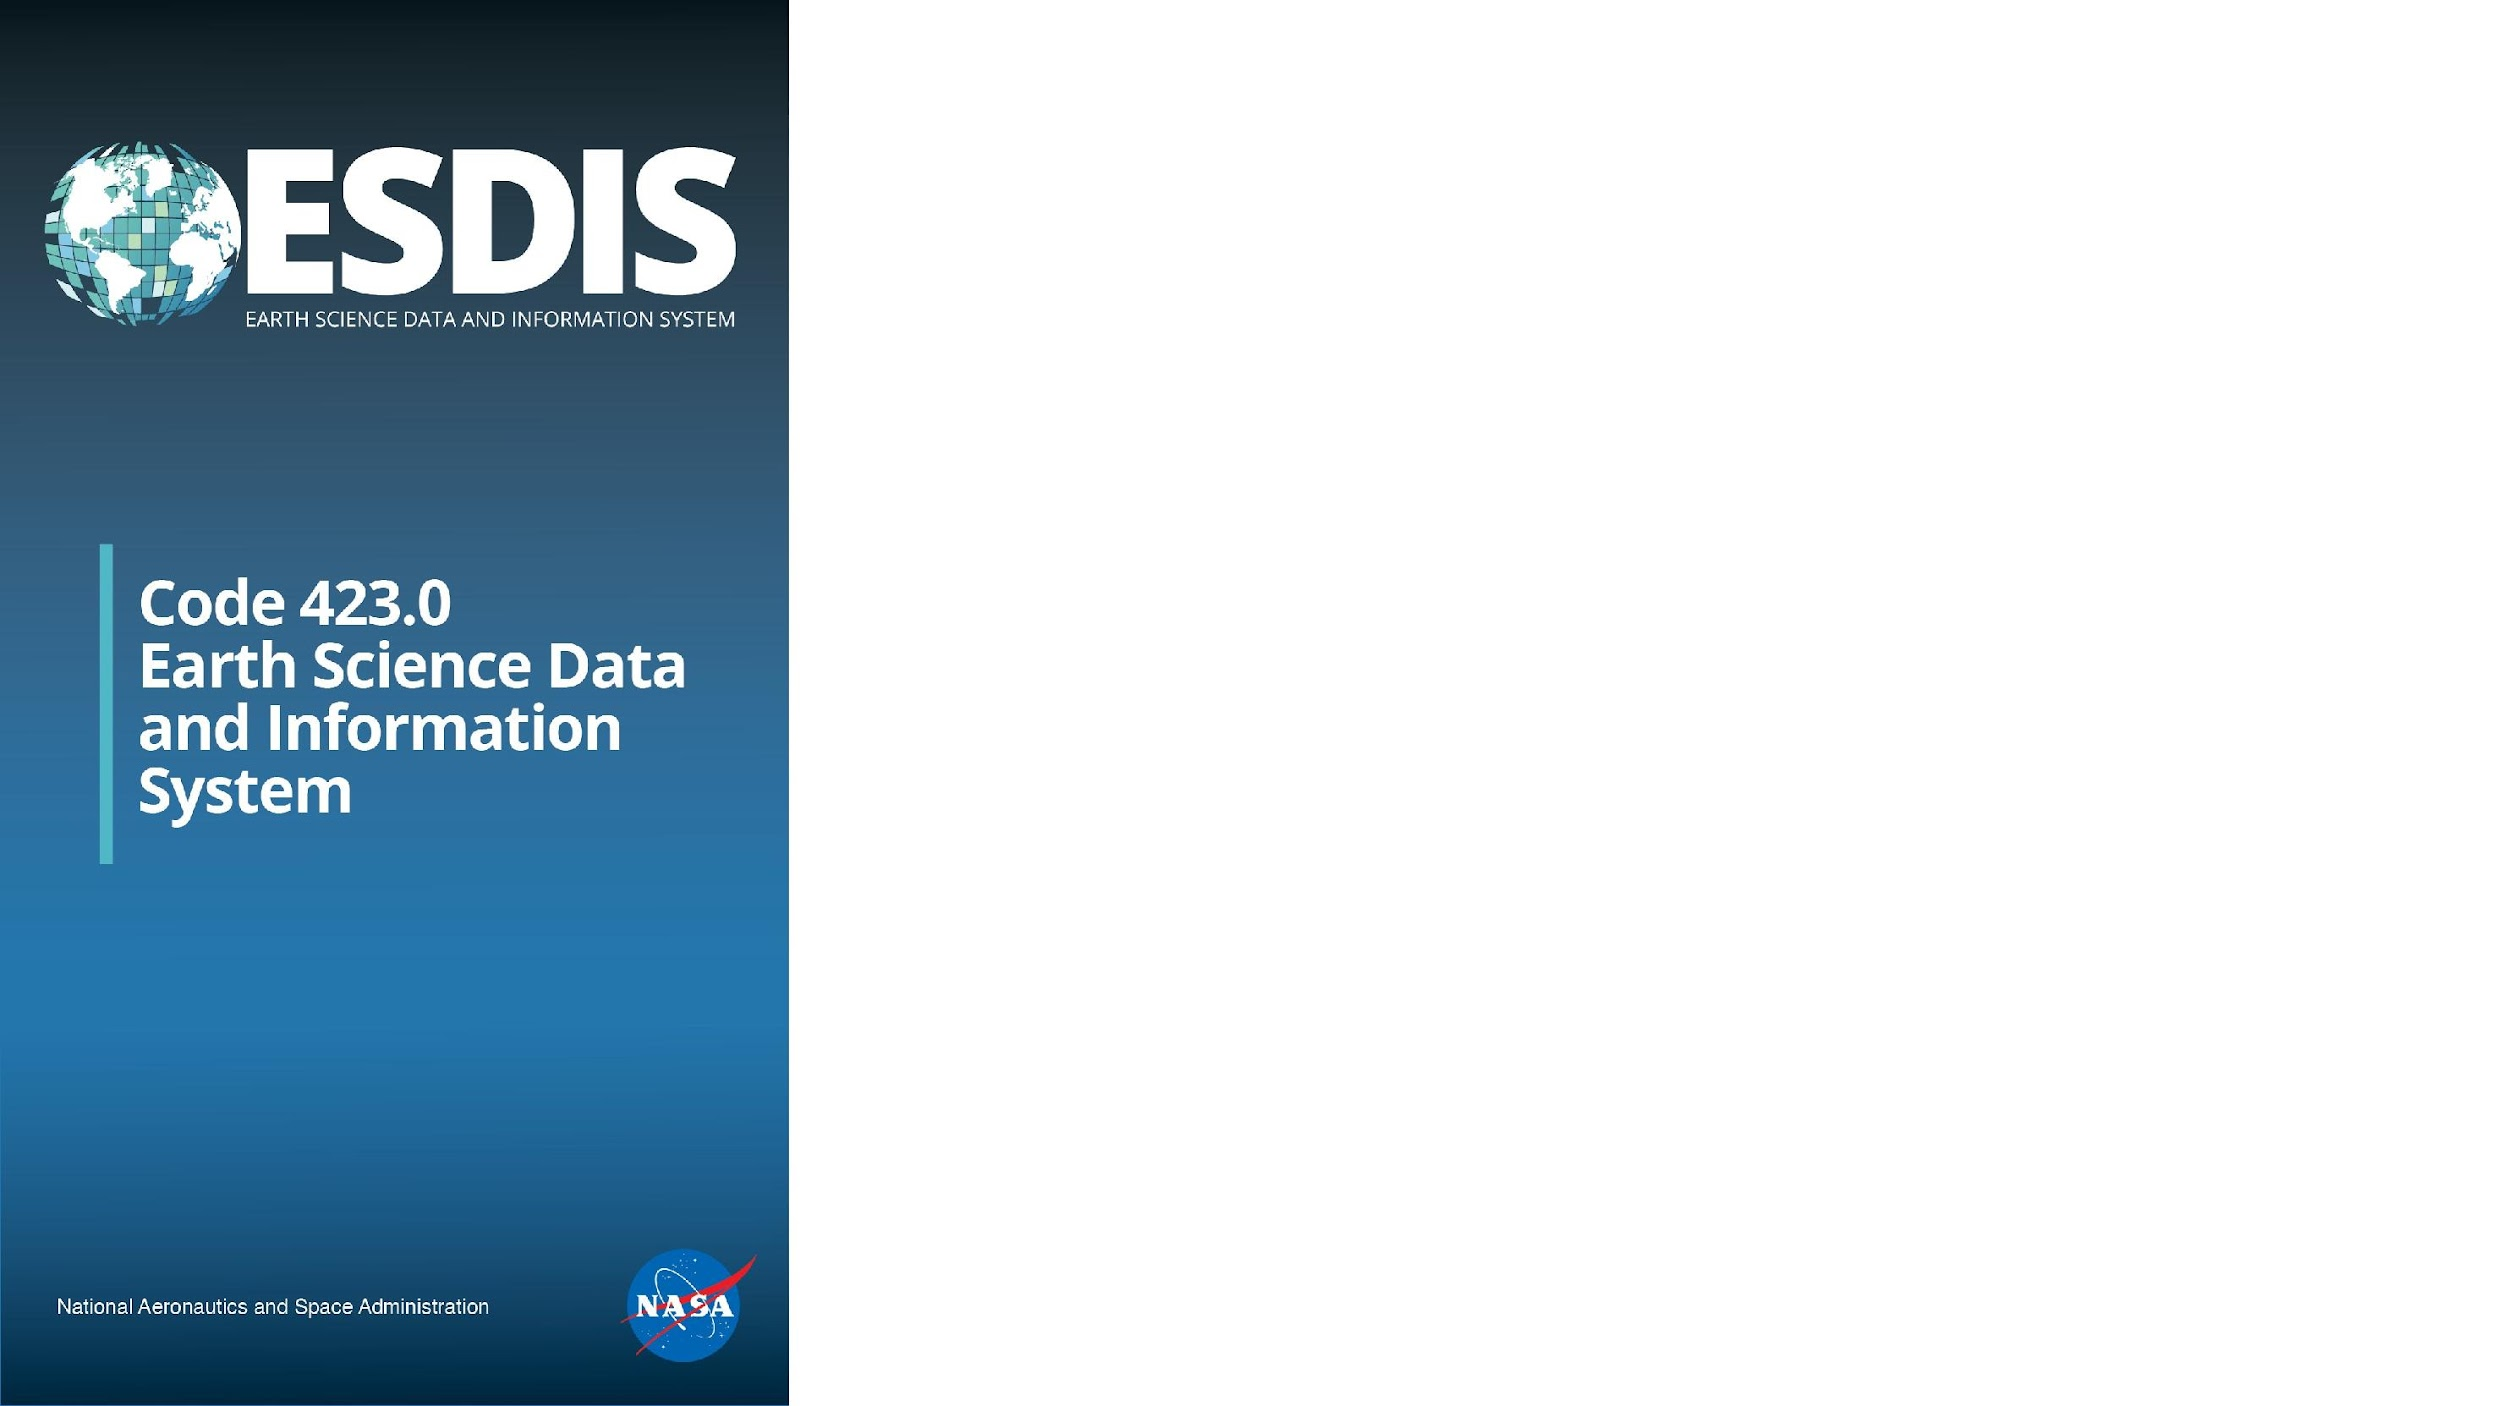 ESDIS
EARTH SCIENCE DATA AND INFORMATION SYSTEM
Code 423.0
Earth Science Data
and Information
System
National Aeronautics and Space Administration
NASA